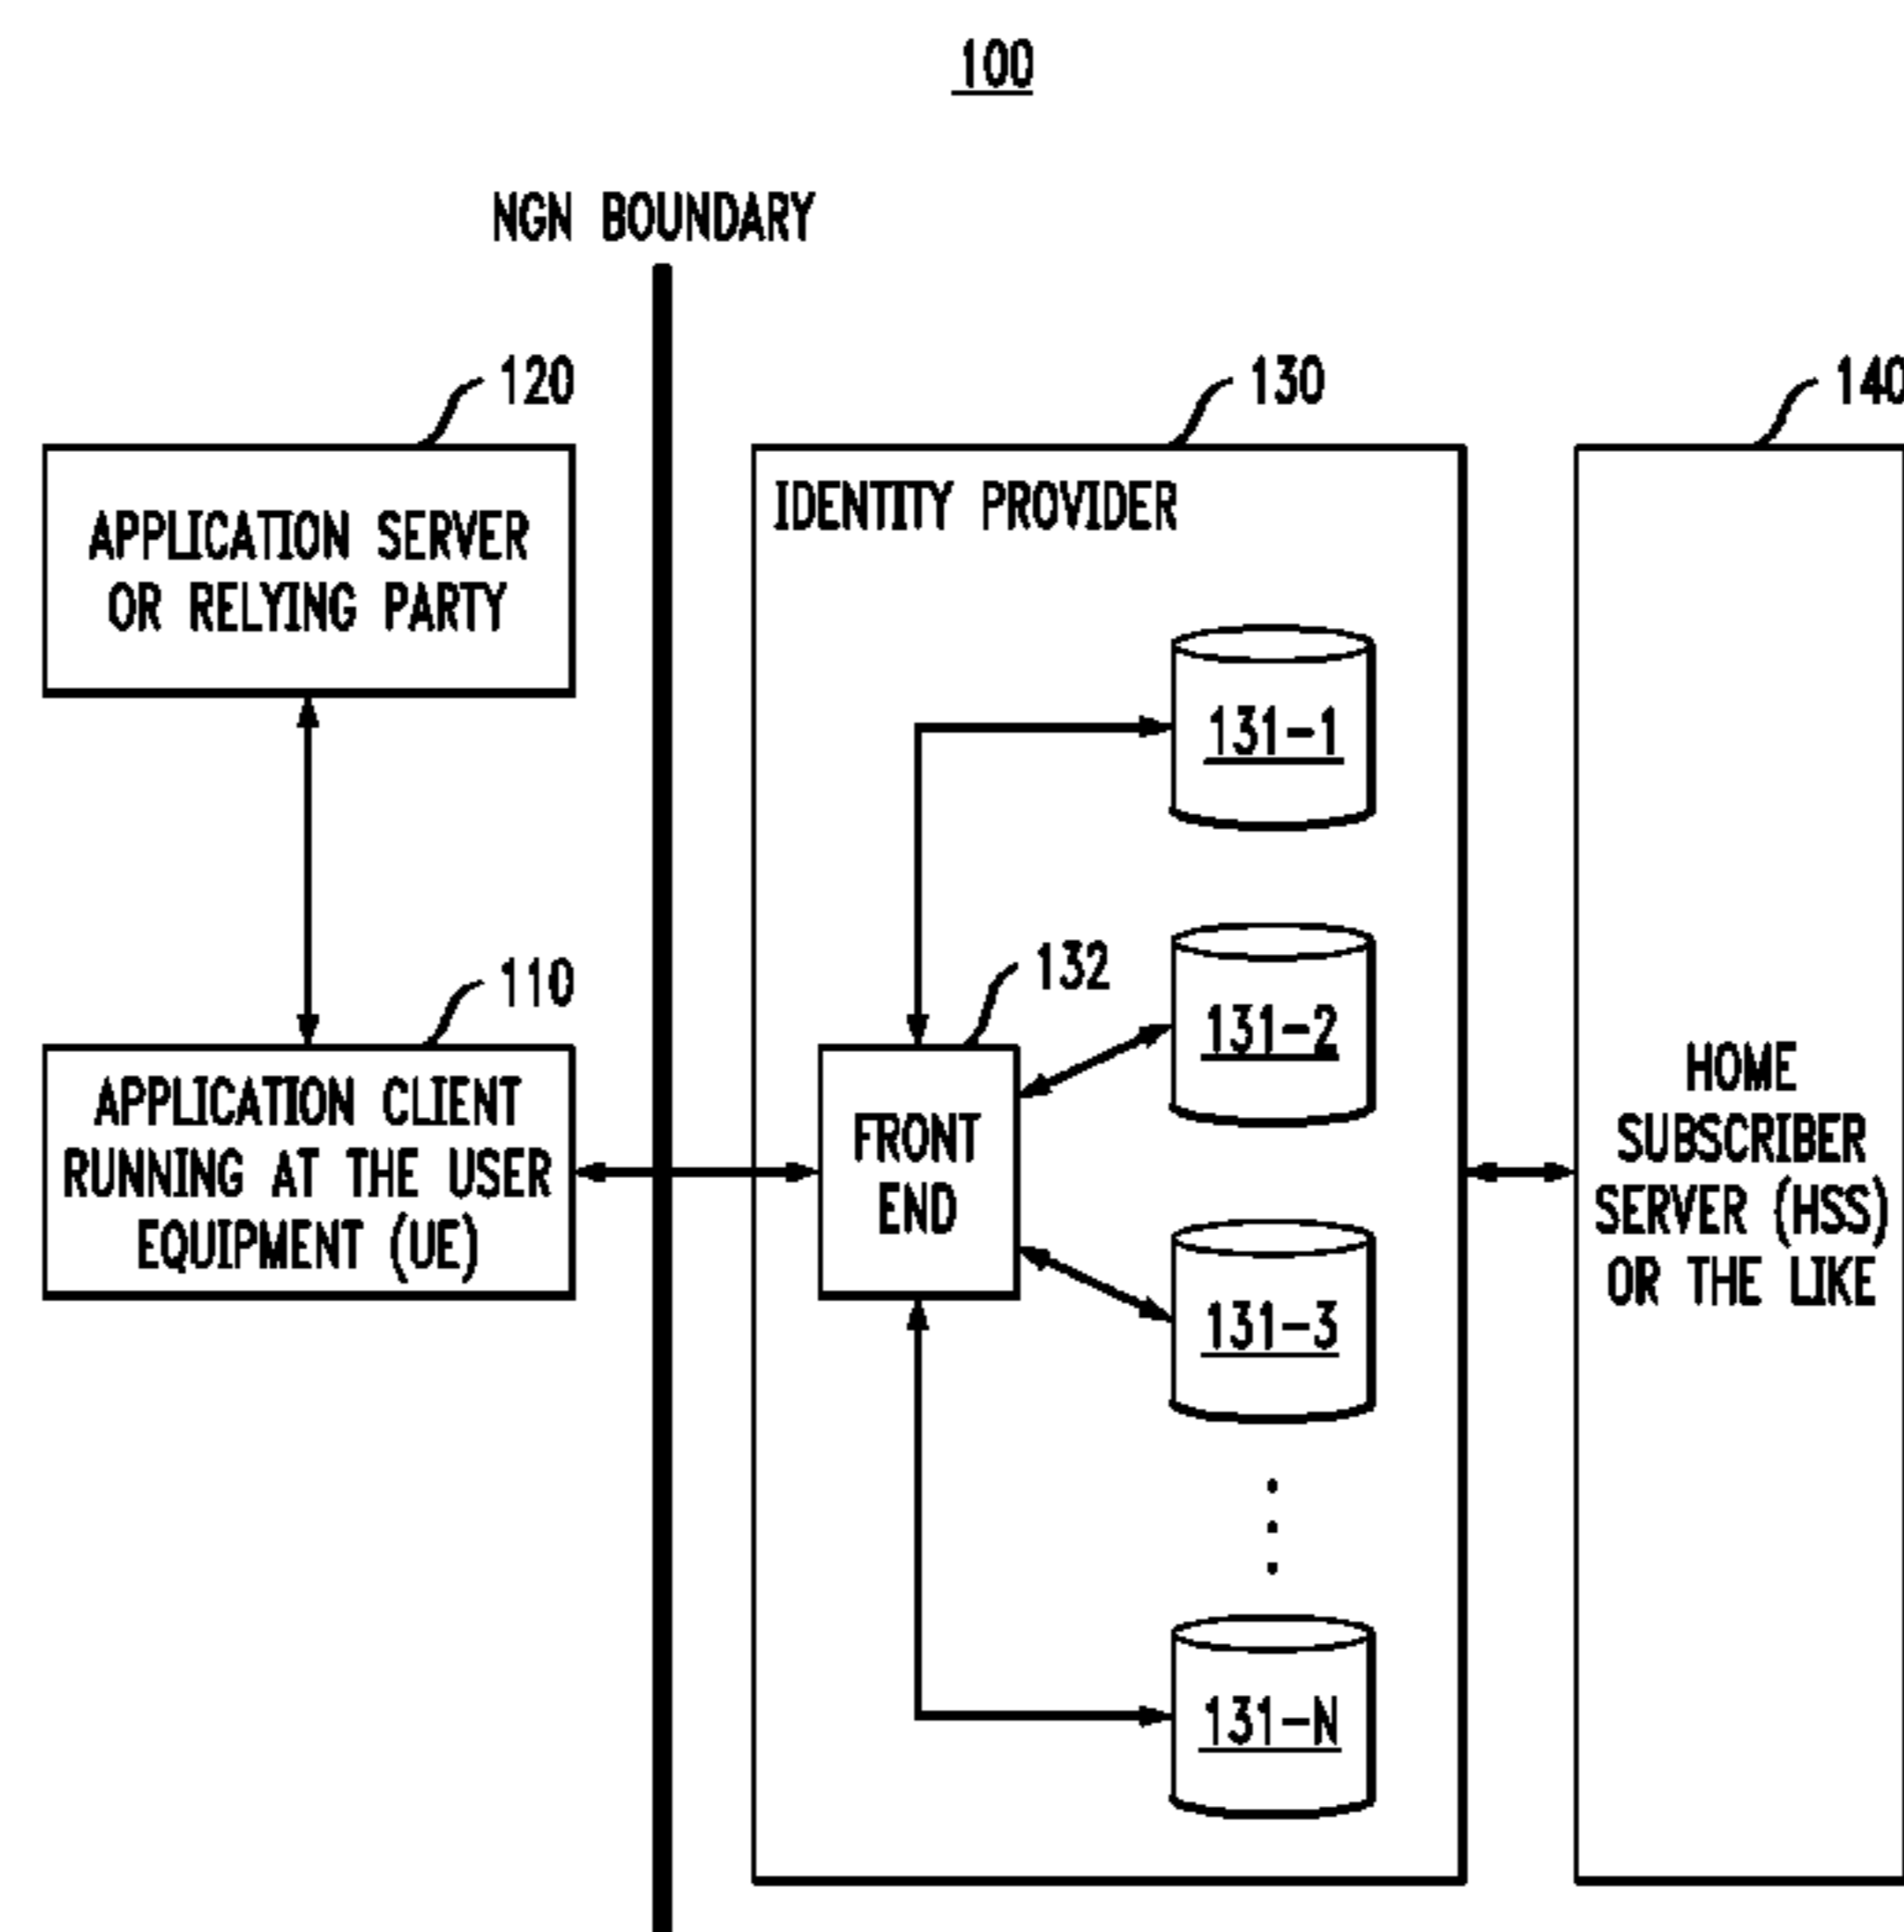 100
NGN BOUNDARY
120
APPLICATION SERVER
OR RELYING PARTY
110
APPLICATION CLIENT
RUNNING AT THE USER
EQUIPMENT (UE)
130
IDENTITY PROVIDER
131-1
132
FRONT
END
131-2
131-3
131-N
140
HOME
SUBSCRIBER
SERVER (HSS)
OR THE LIKE